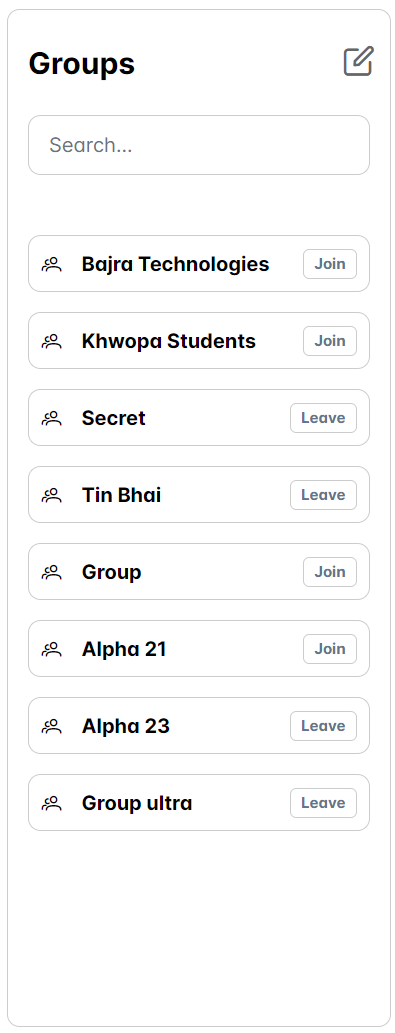 Groups
Search...
Bajra Technologies Join
Khwopa Students Join
Secret Leave
Tin Bhai Leave
Group Join
Alpha 21 Join
Alpha 23 Leave
Group ultra Leave